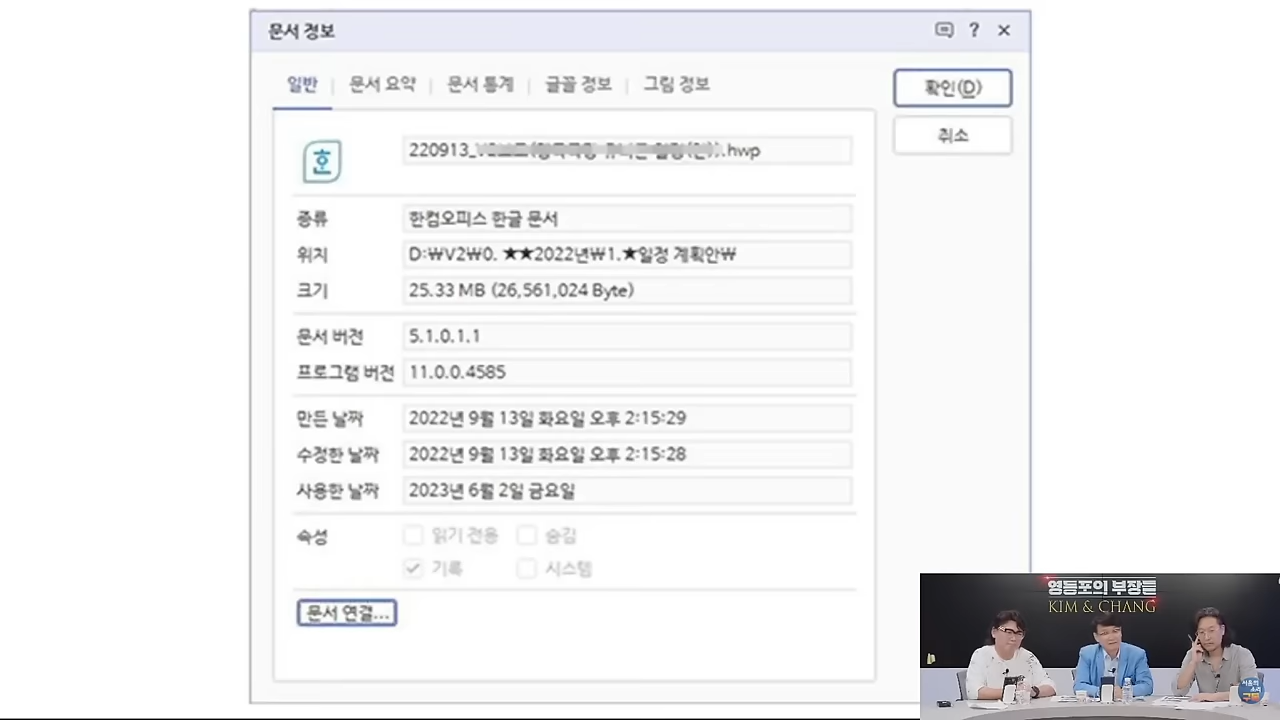 문서 정보
?
일반 문서 요약 문서 통계 글꼴 정보 그림 정보
확인(D)
취소
220913_ .hwp
종류 한컴오피스 한글 문서
위치 D:₩V2₩0. ★★2022년₩1.★일정 계획안₩
크기 25.33 MB (26,561,024 Byte)
문서 버전 5.1.0.1.1
프로그램 버전 11.0.0.4585
만든 날짜 2022년 9월 13일 화요일 오후 2:15:29
수정한 날짜 2022년 9월 13일 화요일 오후 2:15:28
사용한 날짜 2023년 6월 2일 금요일
속성 읽기 전용 숨김
기록 시스템
문서 연결...
영등포의 부장들
KIM & CHANG